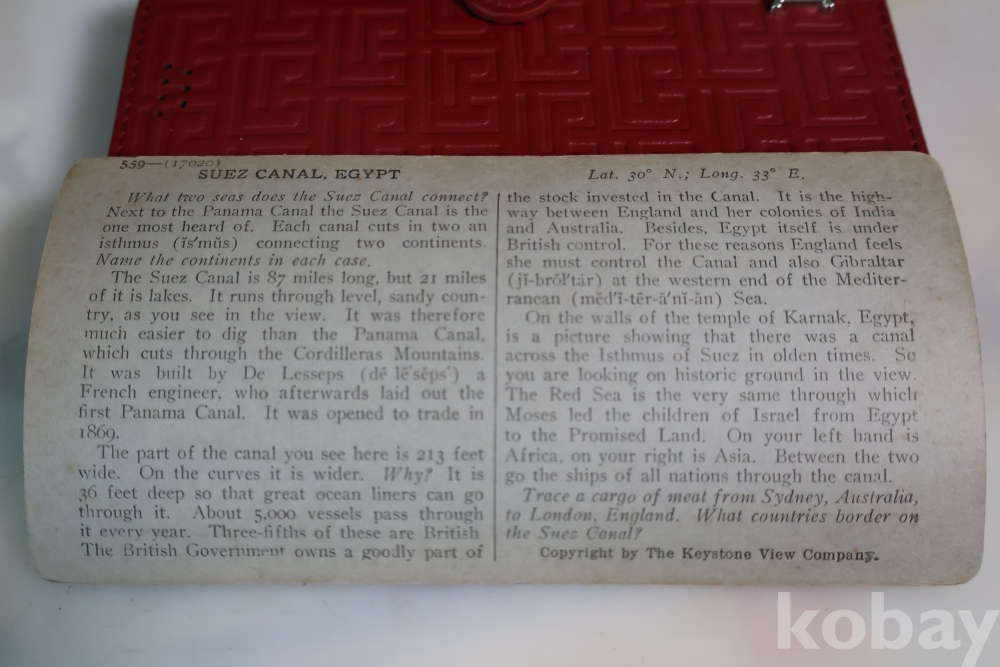 559—(17020)
SUEZ CANAL, EGYPT
Lat. 30° N.; Long. 33° E.
What two seas does the Suez Canal connect?
Next to the Panama Canal the Suez Canal is the
one most heard of. Each canal cuts in two an
isthmus (ĭs′mŭs) connecting two continents.
Name the continents in each case.
The Suez Canal is 87 miles long, but 21 miles
of it is lakes. It runs through level, sandy coun-
try, as you see in the view. It was therefore
much easier to dig than the Panama Canal,
which cuts through the Cordilleras Mountains.
It was built by De Lesseps (dĕ lĕ′sĕps′) a
French engineer, who afterwards laid out the
first Panama Canal. It was opened to trade in
1869.
The part of the canal you see here is 213 feet
wide. On the curves it is wider. Why? It is
36 feet deep so that great ocean liners can go
through it. About 5,000 vessels pass through
it every year. Three-fifths of these are British
The British Government owns a goodly part of
the stock invested in the Canal. It is the high-
way between England and her colonies of India
and Australia. Besides, Egypt itself is under
British control. For these reasons England feels
she must control the Canal and also Gibraltar
(jĭ-brôl′tár) at the western end of the Mediter-
ranean (mĕd′ĭ-tĕr-ā′nĭ-ăn) Sea.
On the walls of the temple of Karnak, Egypt,
is a picture showing that there was a canal
across the Isthmus of Suez in olden times. So
you are looking on historic ground in the view.
The Red Sea is the very same through which
Moses led the children of Israel from Egypt
to the Promised Land. On your left hand is
Africa, on your right is Asia. Between the two
go the ships of all nations through the canal.
Trace a cargo of meat from Sydney, Australia,
to London, England. What countries border on
the Suez Canal?
Copyright by The Keystone View Company.
kobay